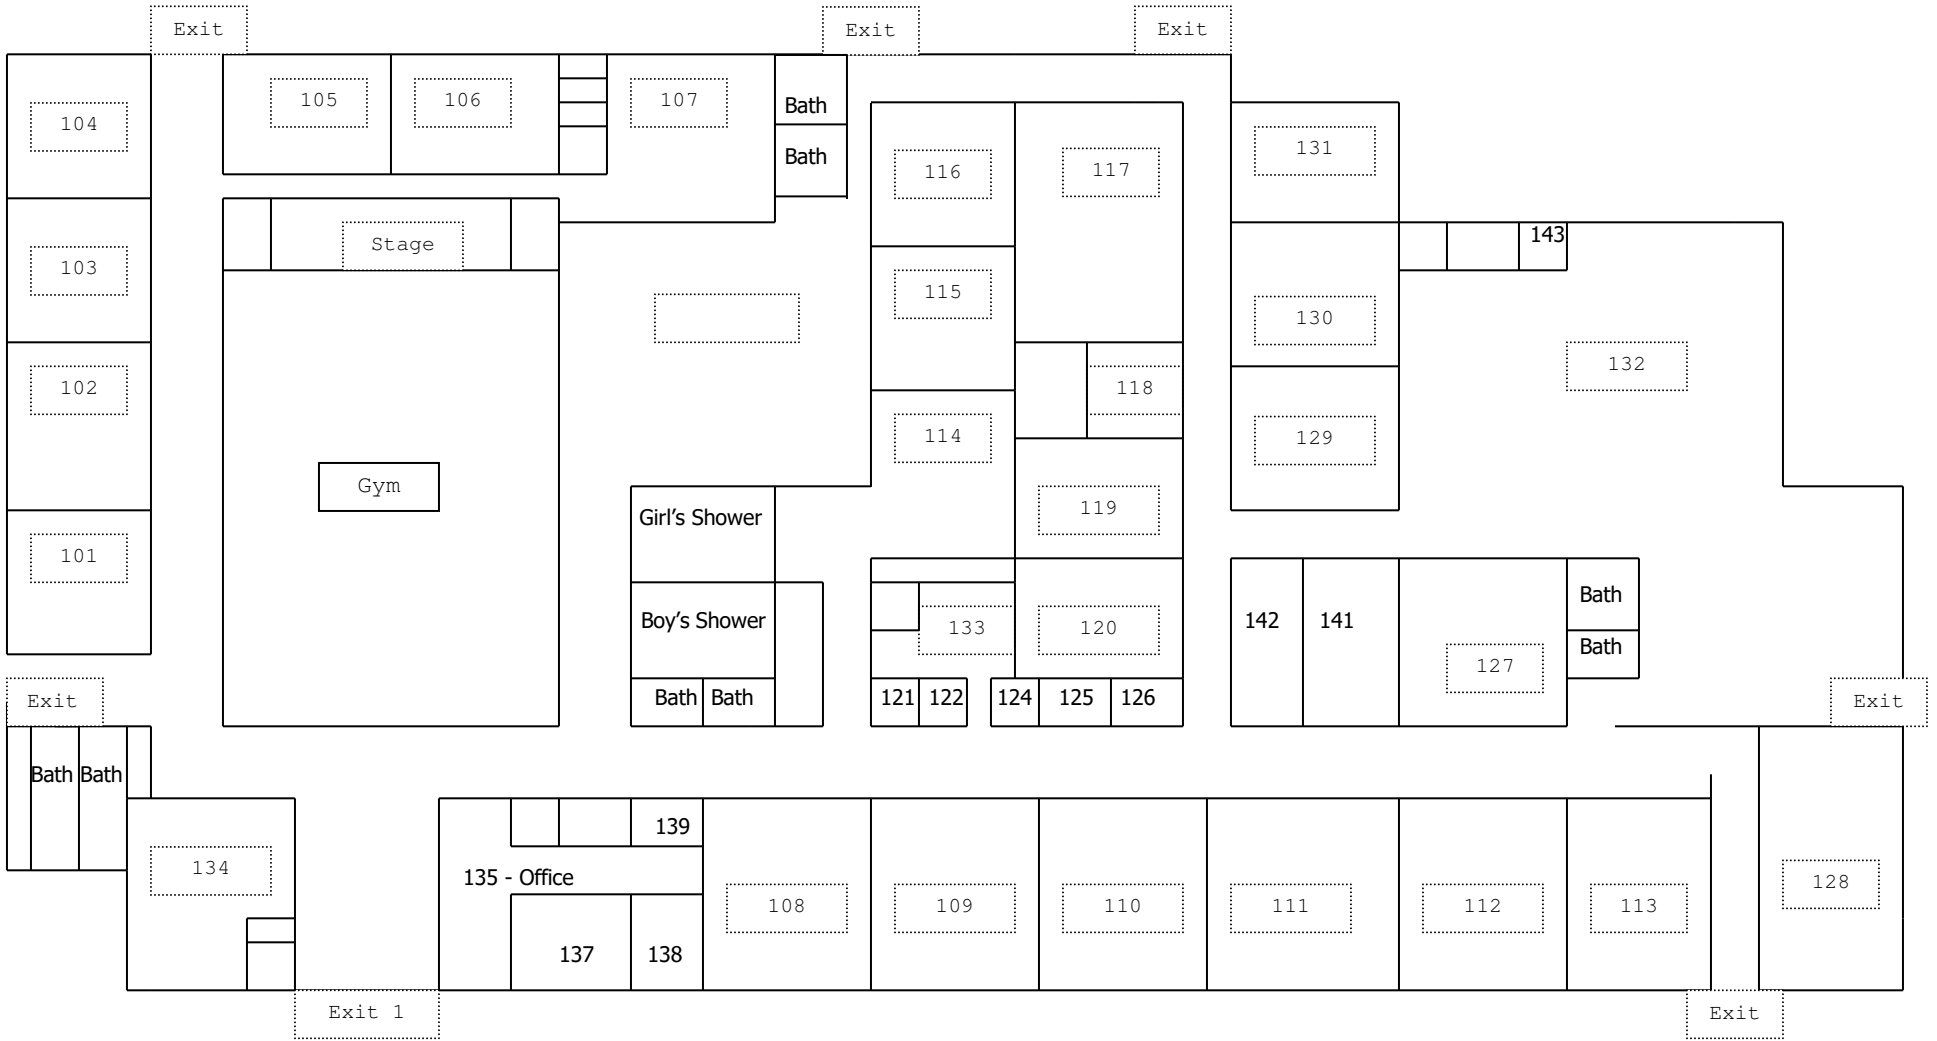 Exit
Exit
Exit
104
105
106
107
Bath
Bath
116
117
131
103
Stage
115
143
130
132
102
118
114
129
Gym
119
Girl's Shower
101
Boy's Shower
133
120
142
141
127
Bath
Bath
Exit
Bath
Bath
121
122
124
125
126
Exit
Bath
Bath
139
134
135 - Office
108
109
110
111
112
113
128
137
138
Exit 1
Exit